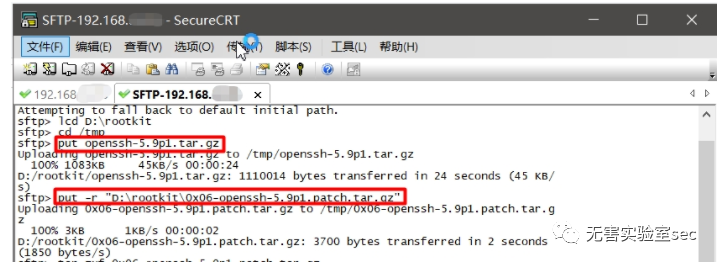 SFTP-192.168. - SecureCRT
文件(F) 编辑(E) 查看(V) 选项(O) 脚本(S) 工具(L) 帮助(H)
192.168. SFTP-192.168.
Attempting to fall back to default initial path.
sftp> lcd D:\rootkit
sftp> cd /tmp
sftp> put openssh-5.9p1.tar.gz
Uploading openssh-5.9p1.tar.gz to /tmp/openssh-5.9p1.tar.gz
100% 1083KB 45KB/s 00:00:24
D:/rootkit/openssh-5.9p1.tar.gz: 1110014 bytes transferred in 24 seconds (45 KB/
s)
sftp> put -r "D:\rootkit\0x06-openssh-5.9p1.patch.tar.gz"
Uploading 0x06-openssh-5.9p1.patch.tar.gz to /tmp/0x06-openssh-5.9p1.patch.tar.g
z
100% 3KB 1KB/s 00:00:02
D:/rootkit/0x06-openssh-5.9p1.patch.tar.gz: 3700 bytes transferred in 2 seconds
(1850 bytes/s)
无害实验室sec